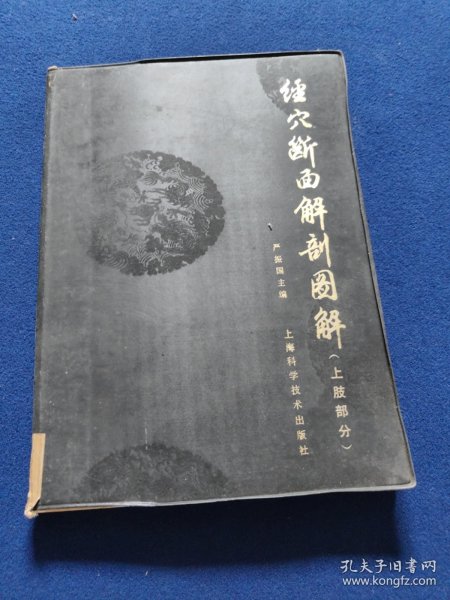 经穴断面解剖图解
(上肢部分)
严振国主编
上海科学技术出版社
孔夫子旧书网
www.kongfz.com